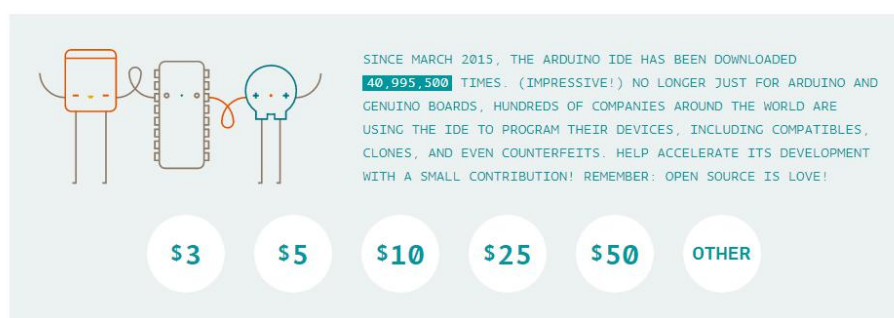 SINCE MARCH 2015, THE ARDUINO IDE HAS BEEN DOWNLOADED
40,995,500 TIMES. (IMPRESSIVE!) NO LONGER JUST FOR ARDUINO AND
GENUINO BOARDS, HUNDREDS OF COMPANIES AROUND THE WORLD ARE
USING THE IDE TO PROGRAM THEIR DEVICES, INCLUDING COMPATIBLES,
CLONES, AND EVEN COUNTERFEITS. HELP ACCELERATE ITS DEVELOPMENT
WITH A SMALL CONTRIBUTION! REMEMBER: OPEN SOURCE IS LOVE!
$3 $5 $10 $25 $50 OTHER